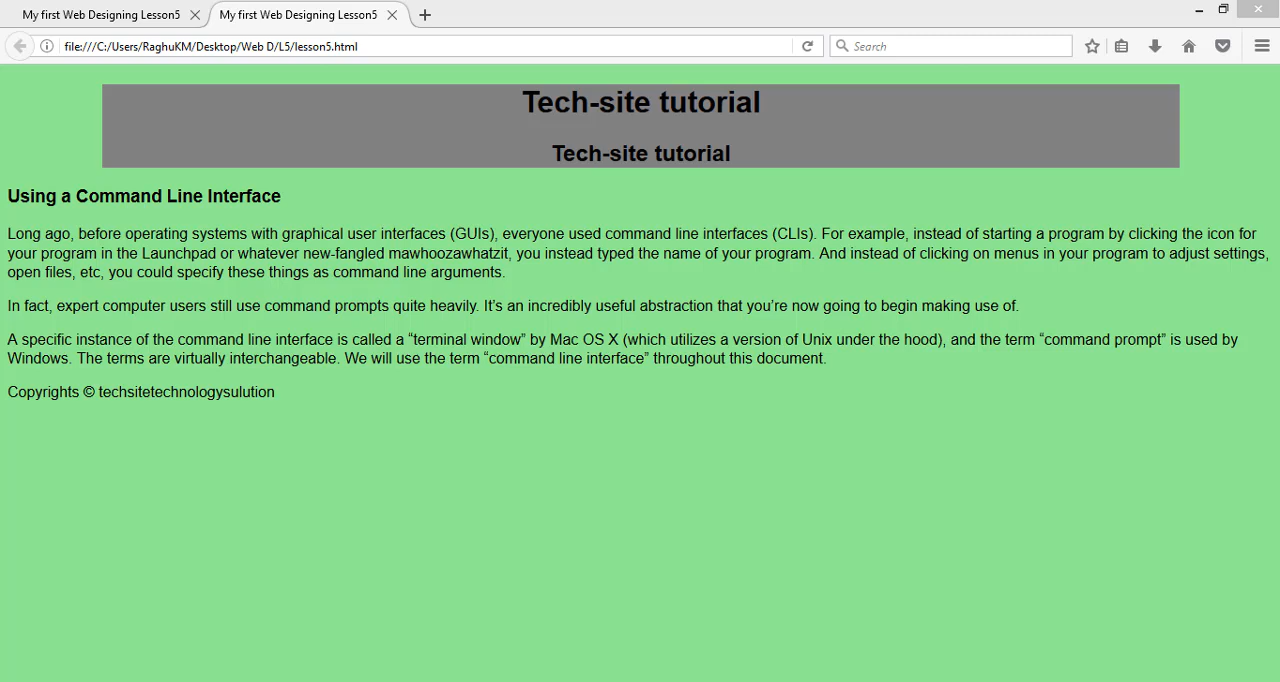 My first Web Designing Lesson5
My first Web Designing Lesson5
file:///C:/Users/RaghuKM/Desktop/Web D/L5/lesson5.html
Search
Tech-site tutorial
Tech-site tutorial
Using a Command Line Interface
Long ago, before operating systems with graphical user interfaces (GUIs), everyone used command line interfaces (CLIs). For example, instead of starting a program by clicking the icon for
your program in the Launchpad or whatever new-fangled mawhoozawhatzit, you instead typed the name of your program. And instead of clicking on menus in your program to adjust settings,
open files, etc, you could specify these things as command line arguments.
In fact, expert computer users still use command prompts quite heavily. It’s an incredibly useful abstraction that you’re now going to begin making use of.
A specific instance of the command line interface is called a “terminal window” by Mac OS X (which utilizes a version of Unix under the hood), and the term “command prompt” is used by
Windows. The terms are virtually interchangeable. We will use the term “command line interface” throughout this document.
Copyrights © techsitetechnologysulution